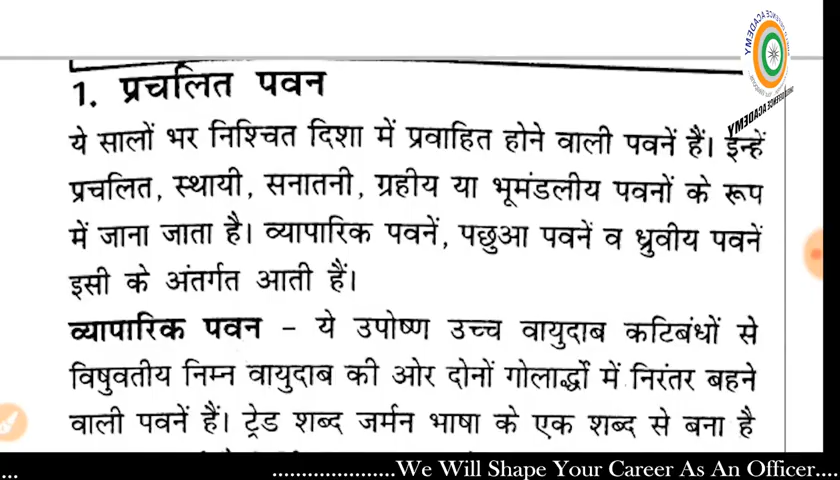 1. प्रचलित पवन
ये सालों भर निश्चित दिशा में प्रवाहित होने वाली पवनें हैं। इन्हें
प्रचलित, स्थायी, सनातनी, ग्रहीय या भूमंडलीय पवनों के रूप
में जाना जाता है। व्यापारिक पवनें, पछुआ पवनें व ध्रुवीय पवनें
इसी के अंतर्गत आती हैं।
व्यापारिक पवन – ये उपोष्ण उच्च वायुदाब कटिबंधों से
विषुवतीय निम्न वायुदाब की ओर दोनों गोलार्द्धों में निरंतर बहने
वाली पवनें हैं। ट्रेड शब्द जर्मन भाषा के एक शब्द से बना है
... .....................We Will Shape Your Career As An Officer....